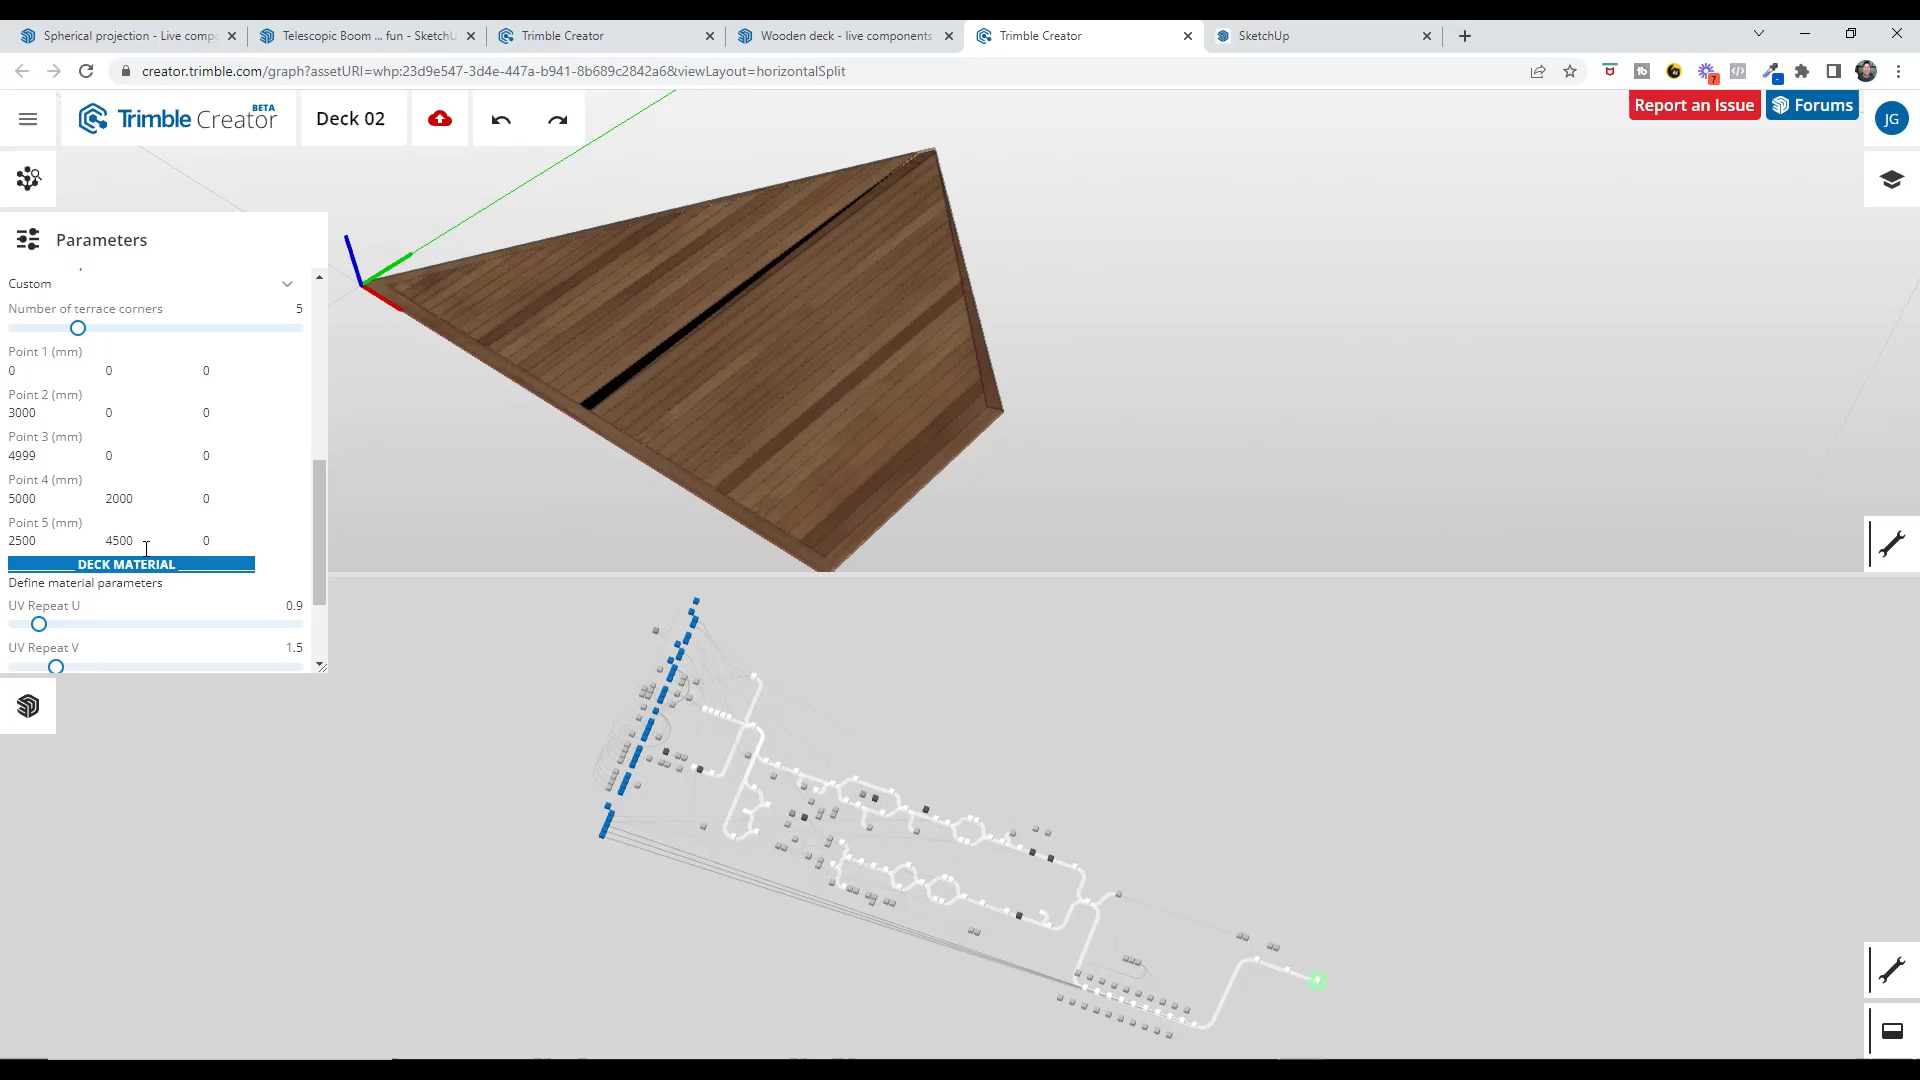 Spherical projection - Live comp
Telescopic Boom ... fun - SketchU
Trimble Creator
Wooden deck - live components
Trimble Creator
SketchUp
creator.trimble.com/graph?assetURI=whp:23d9e547-3d4e-447a-b941-8b689c2842a6&viewLayout=horizontalSplit
7
Trimble Creator BETA
Deck 02
Report an Issue
Forums
JG
Parameters
Custom
Number of terrace corners 5
Point 1 (mm)
0 0 0
Point 2 (mm)
3000 0 0
Point 3 (mm)
4999 0 0
Point 4 (mm)
5000 2000 0
Point 5 (mm)
2500 4500 0
DECK MATERIAL
Define material parameters
UV Repeat U 0.9
UV Repeat V 1.5